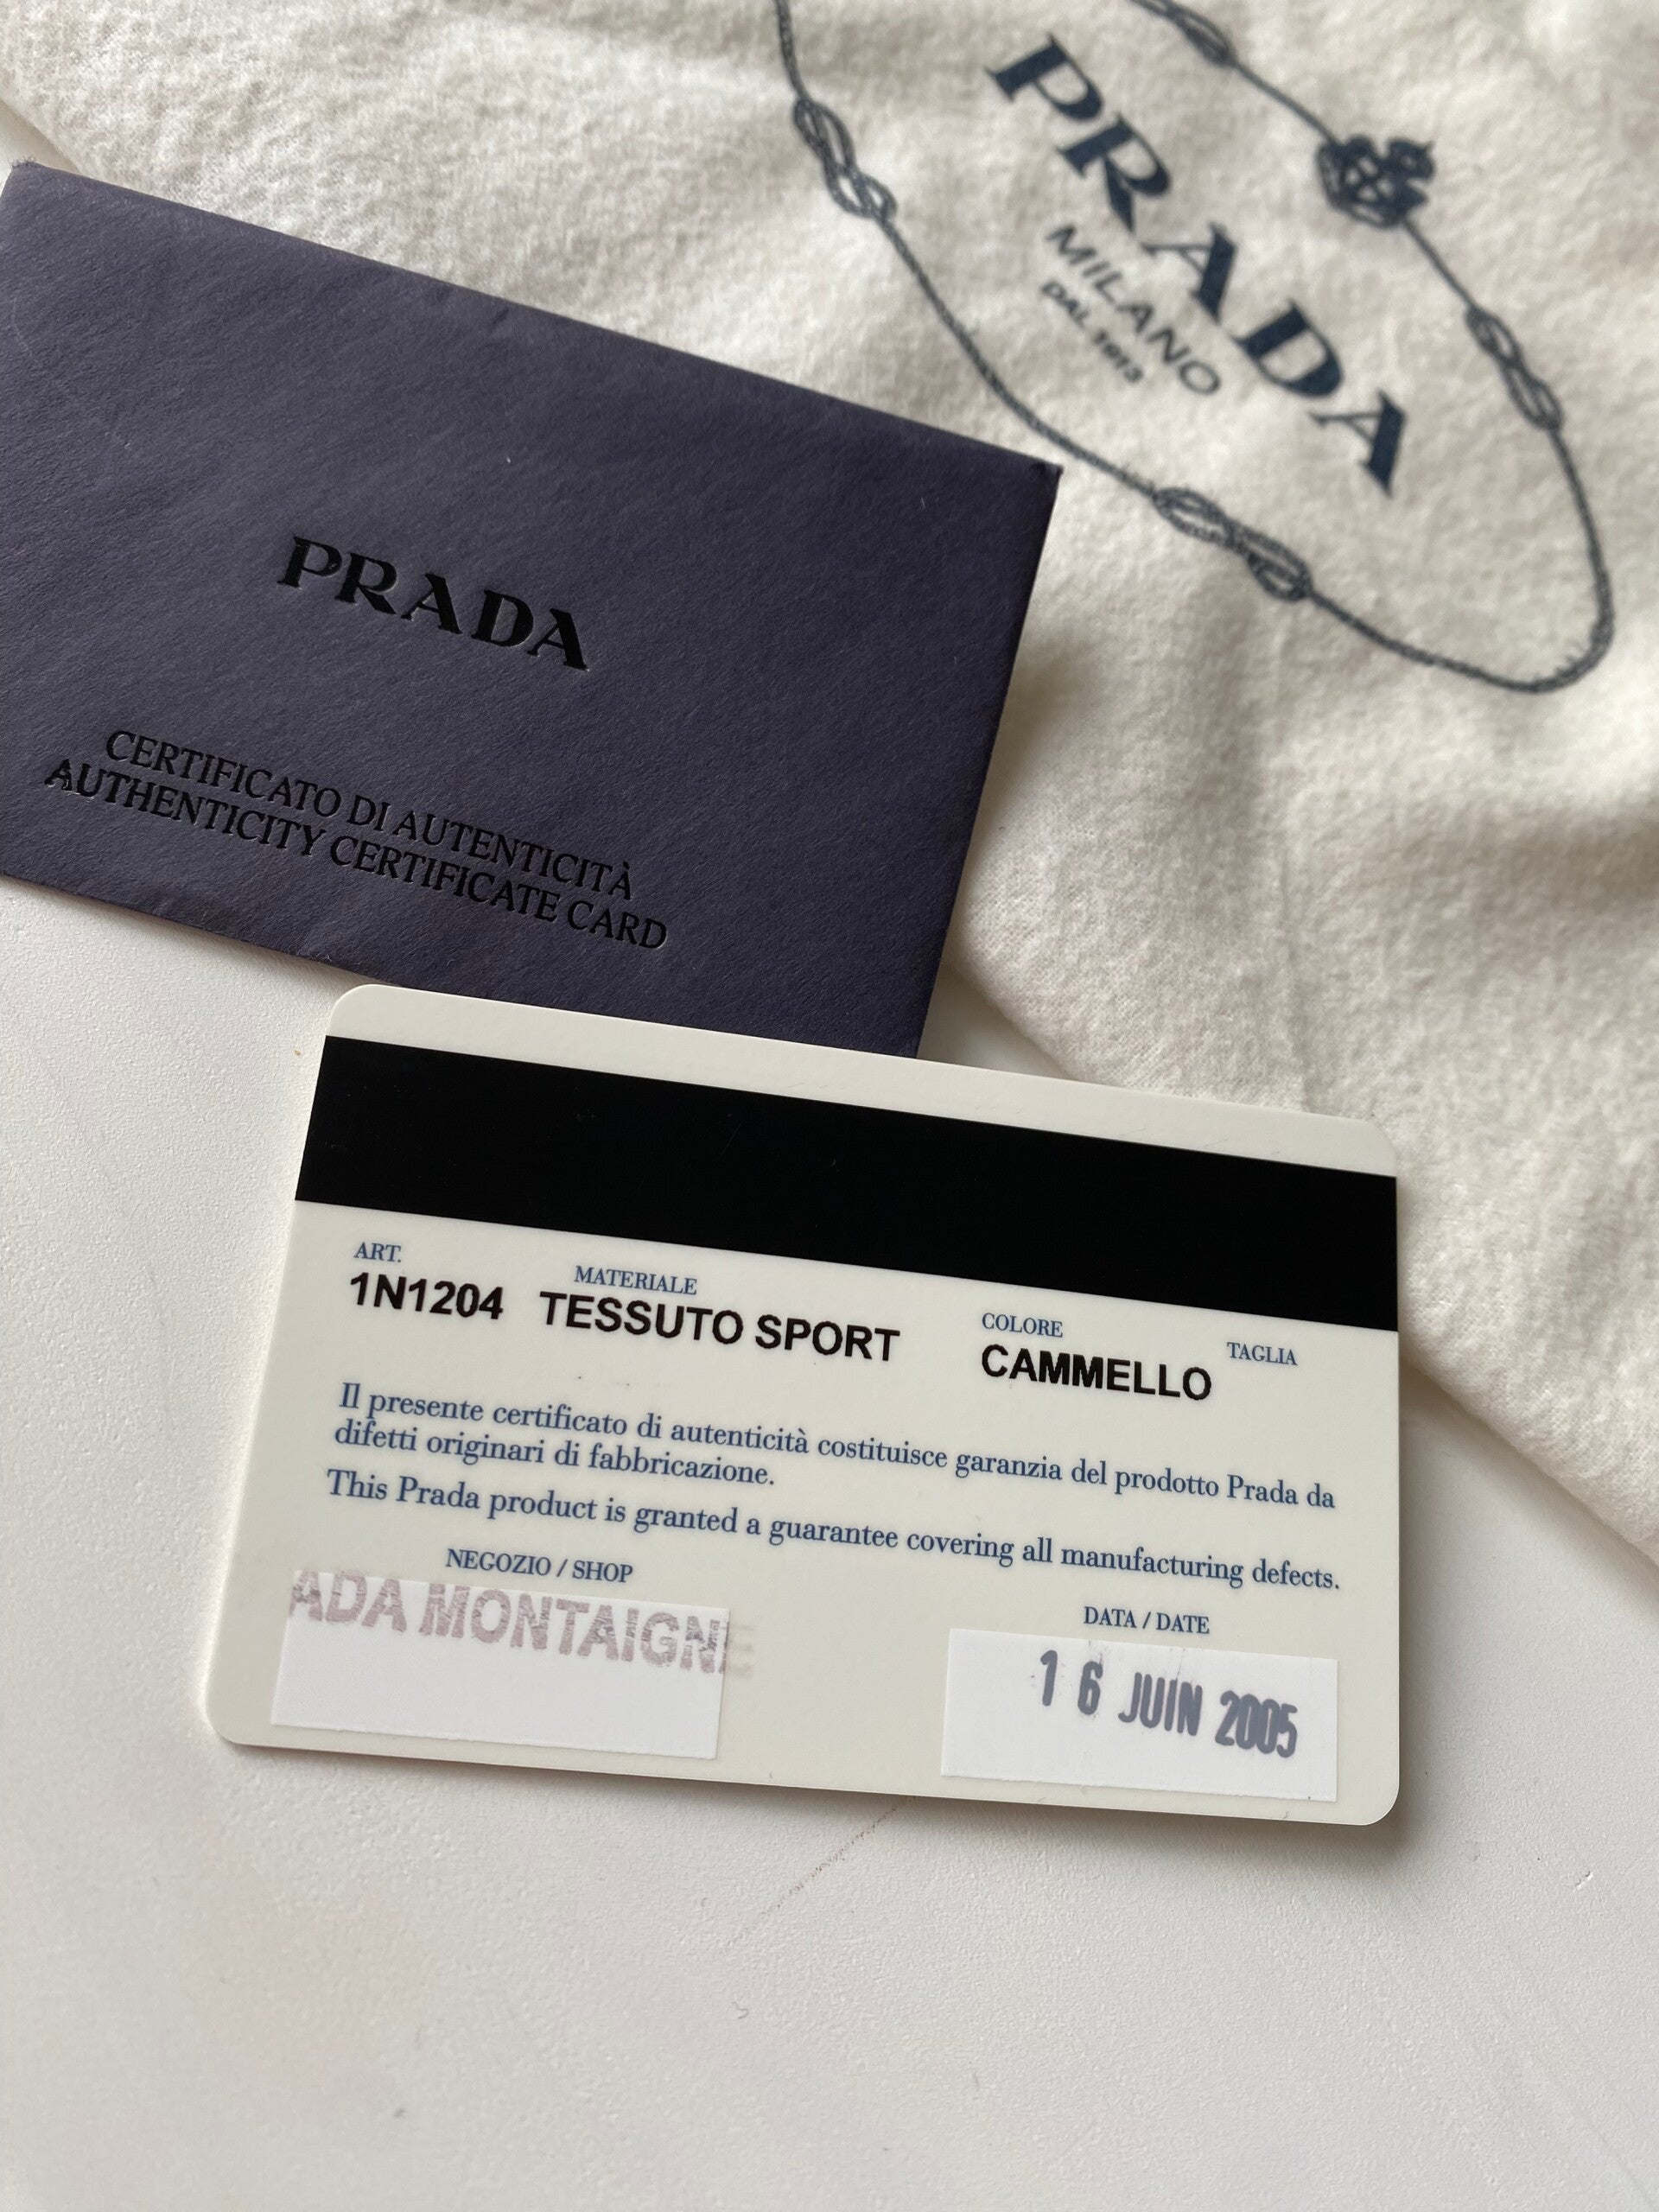 PRADA
MILANO
DAL 1913
PRADA
CERTIFICATO DI AUTENTICITÀ
AUTHENTICITY CERTIFICATE CARD
ART.
MATERIALE
COLORE
TAGLIA
1N1204 TESSUTO SPORT CAMMELLO
Il presente certificato di autenticità costituisce garanzia del prodotto Prada da
difetti originari di fabbricazione.
This Prada product is granted a guarantee covering all manufacturing defects.
NEGOZIO / SHOP
DATA / DATE
ADA MONTAIGNE
16 JUIN 2005